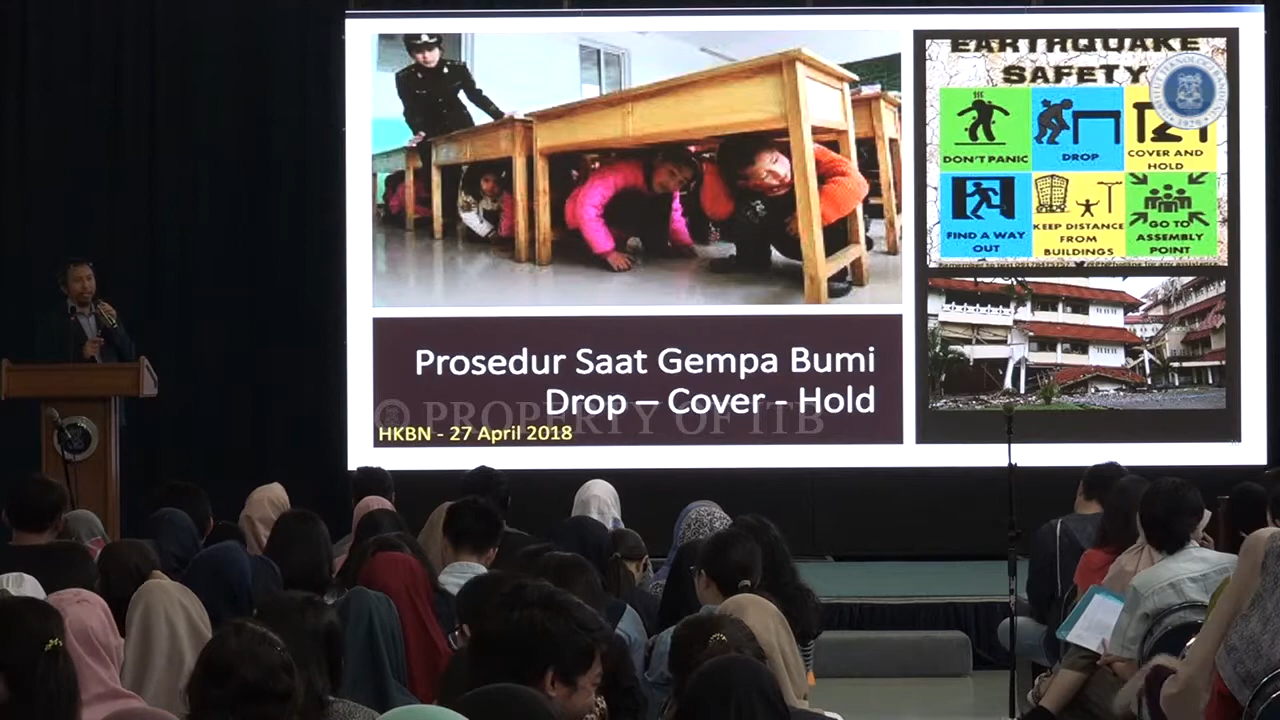 EARTHQUAKE
SAFETY
DON'T PANIC
DROP
COVER AND
HOLD
FIND A WAY
OUT
KEEP DISTANCE
FROM
BUILDINGS
GO TO
ASSEMBLY
POINT
Prosedur Saat Gempa Bumi
Drop – Cover - Hold
PROPERTY OF ITB
HKBN - 27 April 2018